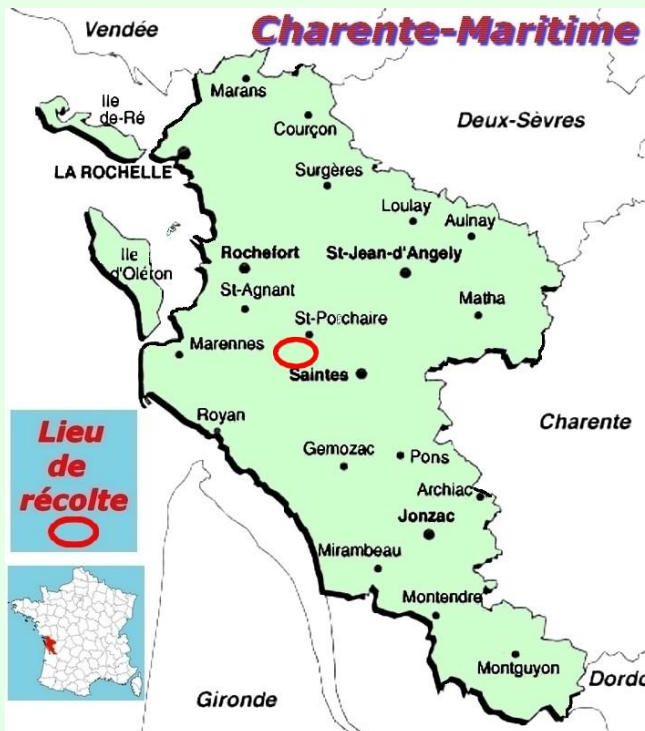 Vendée
Charente-Maritime
Marans
Ile
de-Ré
Courçon
Deux-Sèvres
LA ROCHELLE
Surgères
Loulay
Aulnay
Ile
d'Oléron
Rochefort
St-Jean-d'Angely
St-Agnant
Matha
St-Porchaire
Marennes
Saintes
Charente
Royan
Lieu
de
récolte
Gemozac
Pons
Archiac
Jonzac
Mirambeau
Montendre
Montguyon
Dordo
Gironde